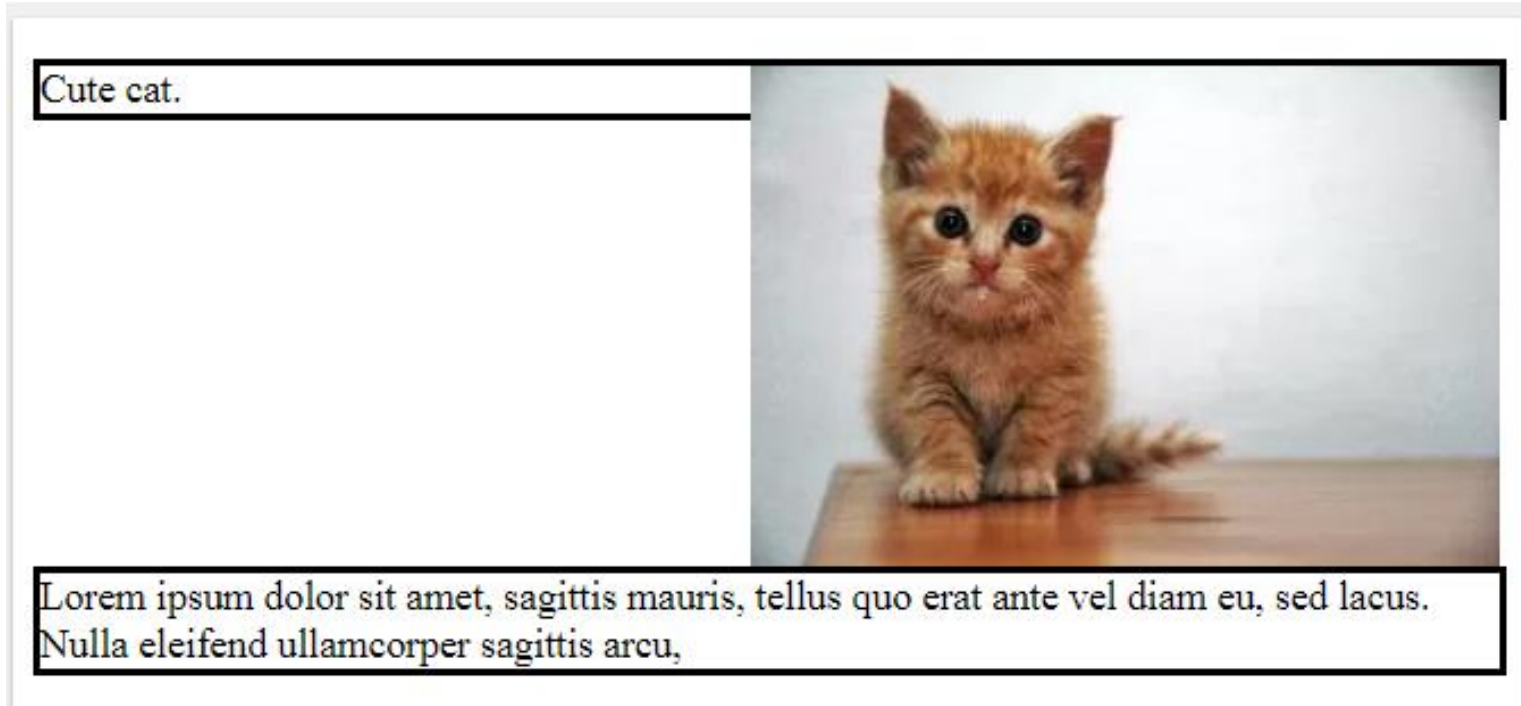 Cute cat.
Lorem ipsum dolor sit amet, sagittis mauris, tellus quo erat ante vel diam eu, sed lacus.
Nulla eleifend ullamcorper sagittis arcu,